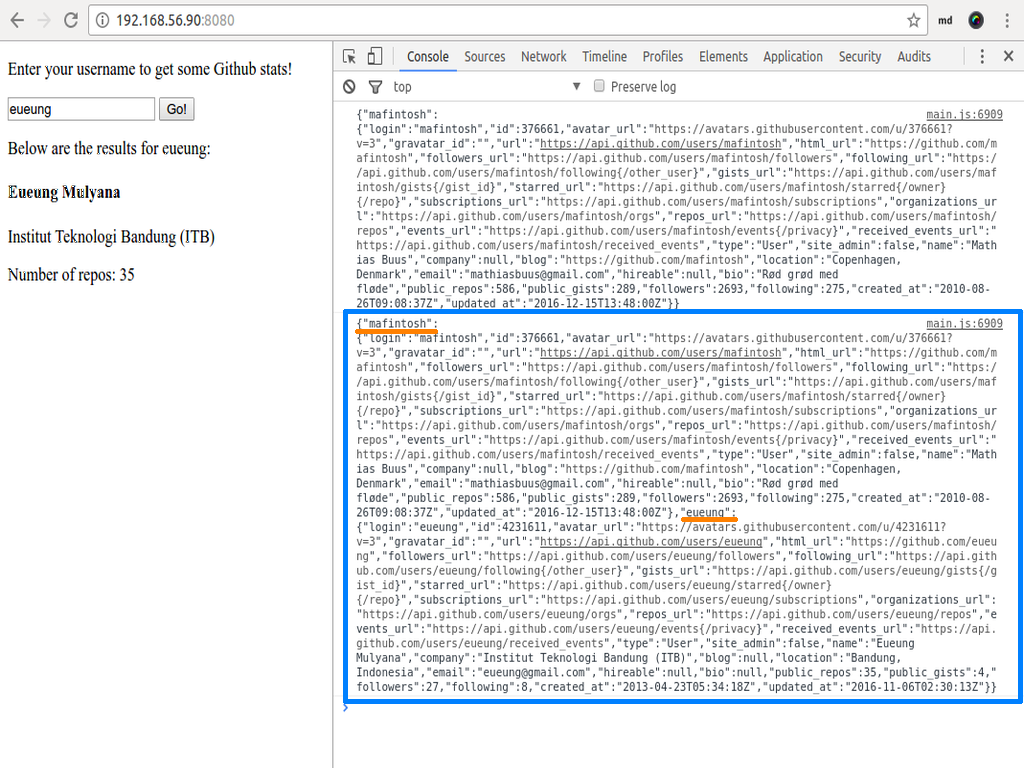 192.168.56.90:8080
md
Enter your username to get some Github stats!
eueung Go!
Below are the results for eueung:
Eueung Mulyana
Institut Teknologi Bandung (ITB)
Number of repos: 35
Console Sources Network Timeline Profiles Elements Application Security Audits
top Preserve log
{"mafintosh": main.js:6909
{"login":"mafintosh","id":376661,"avatar_url":"https://avatars.githubusercontent.com/u/376661?
v=3","gravatar_id":"","url":"https://api.github.com/users/mafintosh","html_url":"https://github.com/m
afintosh","followers_url":"https://api.github.com/users/mafintosh/followers","following_url":"https:/
/api.github.com/users/mafintosh/following{/other_user}","gists_url":"https://api.github.com/users/maf
intosh/gists{/gist_id}","starred_url":"https://api.github.com/users/mafintosh/starred{/owner}
{/repo}","subscriptions_url":"https://api.github.com/users/mafintosh/subscriptions","organizations_ur
l":"https://api.github.com/users/mafintosh/orgs","repos_url":"https://api.github.com/users/mafintosh/
repos","events_url":"https://api.github.com/users/mafintosh/events{/privacy}","received_events_url":"
https://api.github.com/users/mafintosh/received_events","type":"User","site_admin":false,"name":"Math
ias Buus","company":null,"blog":"https://github.com/mafintosh","location":"Copenhagen,
Denmark","email":"mathiasbuus@gmail.com","hireable":null,"bio":"Rød grød med
fløde","public_repos":586,"public_gists":289,"followers":2693,"following":275,"created_at":"2010-08-
26T09:08:37Z","updated_at":"2016-12-15T13:48:00Z"}}
{"mafintosh": main.js:6909
{"login":"mafintosh","id":376661,"avatar_url":"https://avatars.githubusercontent.com/u/376661?
v=3","gravatar_id":"","url":"https://api.github.com/users/mafintosh","html_url":"https://github.com/m
afintosh","followers_url":"https://api.github.com/users/mafintosh/followers","following_url":"https:/
/api.github.com/users/mafintosh/following{/other_user}","gists_url":"https://api.github.com/users/maf
intosh/gists{/gist_id}","starred_url":"https://api.github.com/users/mafintosh/starred{/owner}
{/repo}","subscriptions_url":"https://api.github.com/users/mafintosh/subscriptions","organizations_ur
l":"https://api.github.com/users/mafintosh/orgs","repos_url":"https://api.github.com/users/mafintosh/
repos","events_url":"https://api.github.com/users/mafintosh/events{/privacy}","received_events_url":"
https://api.github.com/users/mafintosh/received_events","type":"User","site_admin":false,"name":"Math
ias Buus","company":null,"blog":"https://github.com/mafintosh","location":"Copenhagen,
Denmark","email":"mathiasbuus@gmail.com","hireable":null,"bio":"Rød grød med
fløde","public_repos":586,"public_gists":289,"followers":2693,"following":275,"created_at":"2010-08-
26T09:08:37Z","updated_at":"2016-12-15T13:48:00Z"},"eueung":
{"login":"eueung","id":4231611,"avatar_url":"https://avatars.githubusercontent.com/u/4231611?
v=3","gravatar_id":"","url":"https://api.github.com/users/eueung","html_url":"https://github.com/eueu
ng","followers_url":"https://api.github.com/users/eueung/followers","following_url":"https://api.gith
ub.com/users/eueung/following{/other_user}","gists_url":"https://api.github.com/users/eueung/gists{/g
ist_id}","starred_url":"https://api.github.com/users/eueung/starred{/owner}
{/repo}","subscriptions_url":"https://api.github.com/users/eueung/subscriptions","organizations_url":
"https://api.github.com/users/eueung/orgs","repos_url":"https://api.github.com/users/eueung/repos","e
vents_url":"https://api.github.com/users/eueung/events{/privacy}","received_events_url":"https://api.
github.com/users/eueung/received_events","type":"User","site_admin":false,"name":"Eueung
Mulyana","company":"Institut Teknologi Bandung (ITB)","blog":null,"location":"Bandung,
Indonesia","email":"eueung@gmail.com","hireable":null,"bio":null,"public_repos":35,"public_gists":4,"
followers":27,"following":8,"created_at":"2013-04-23T05:34:18Z","updated_at":"2016-11-06T02:30:13Z"}}